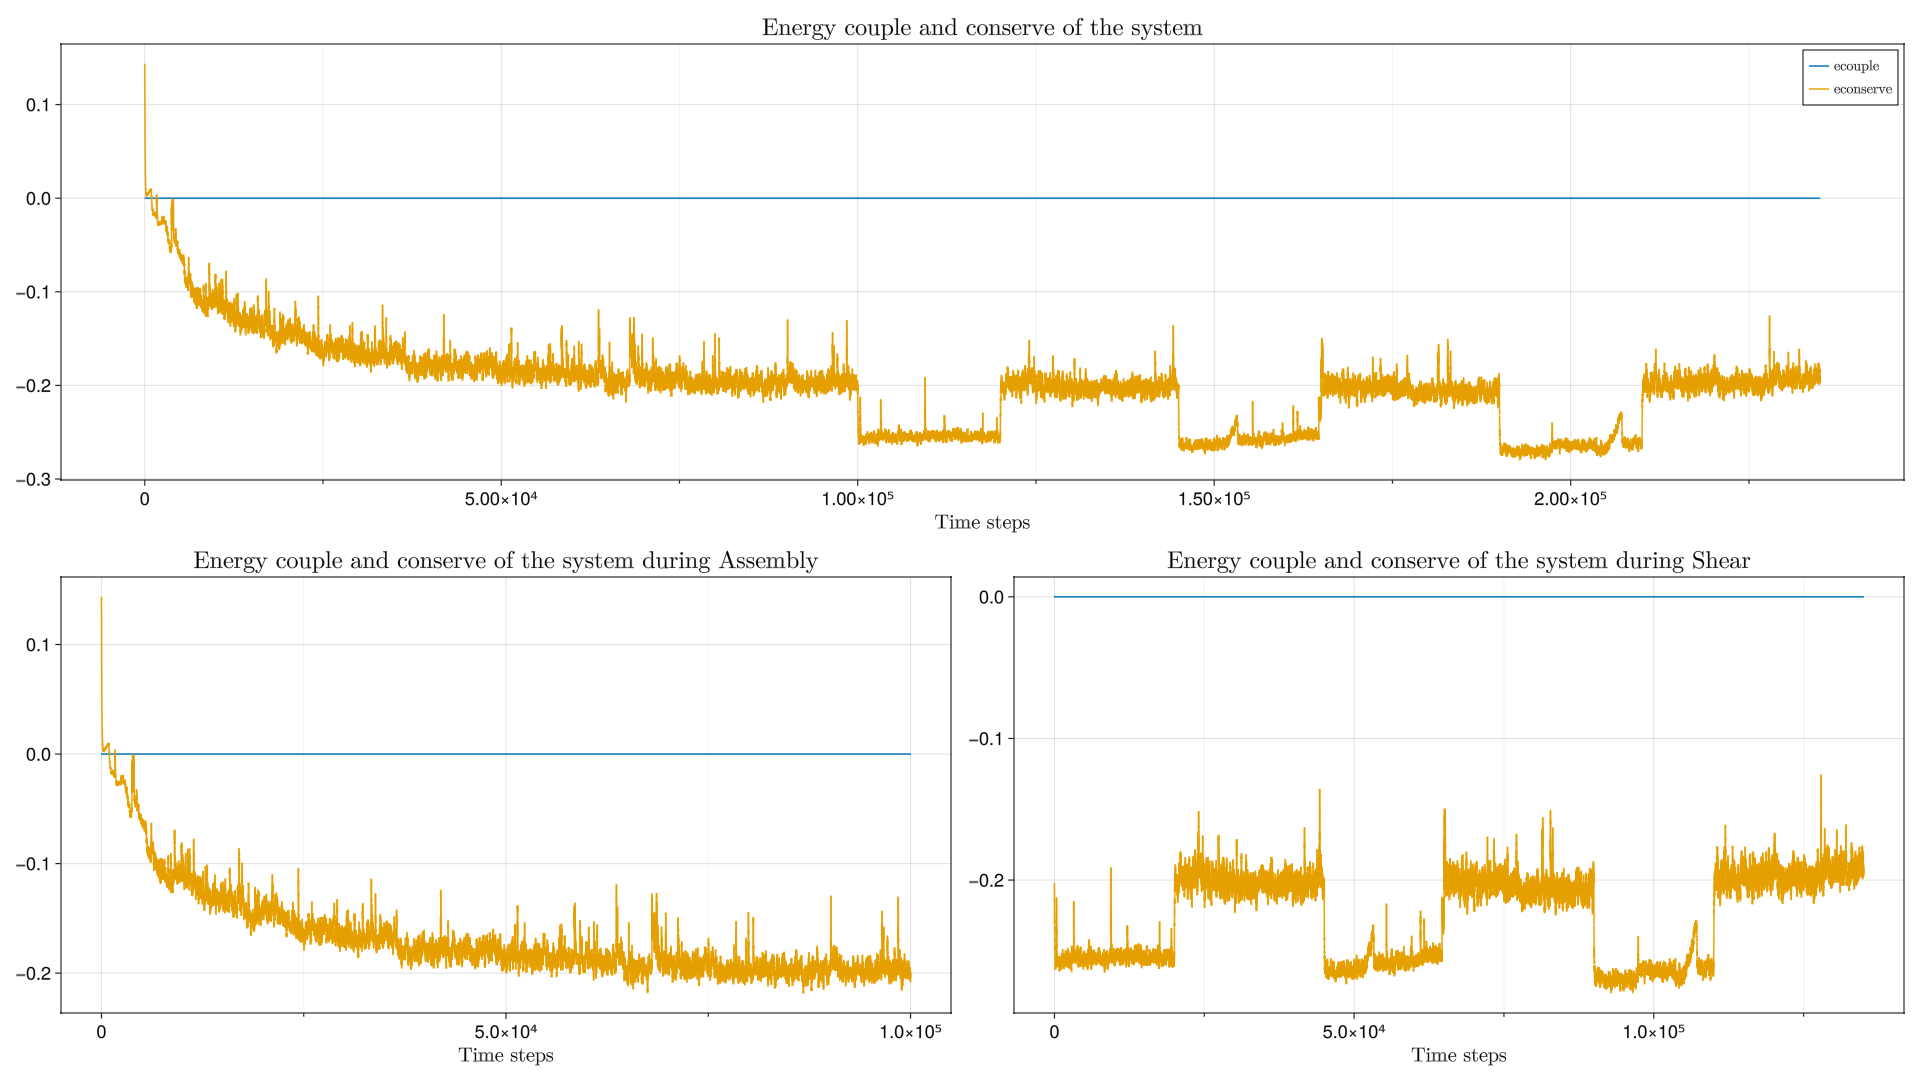 Energy couple and conserve of the system
ecouple
econserve
0.1
0.0
−0.1
−0.2
−0.3
0
5.00×10⁴
1.00×10⁵
1.50×10⁵
2.00×10⁵
Time steps
Energy couple and conserve of the system during Assembly
0.1
0.0
−0.1
−0.2
0
5.0×10⁴
1.0×10⁵
Time steps
Energy couple and conserve of the system during Shear
0.0
−0.1
−0.2
0
5.0×10⁴
1.0×10⁵
Time steps